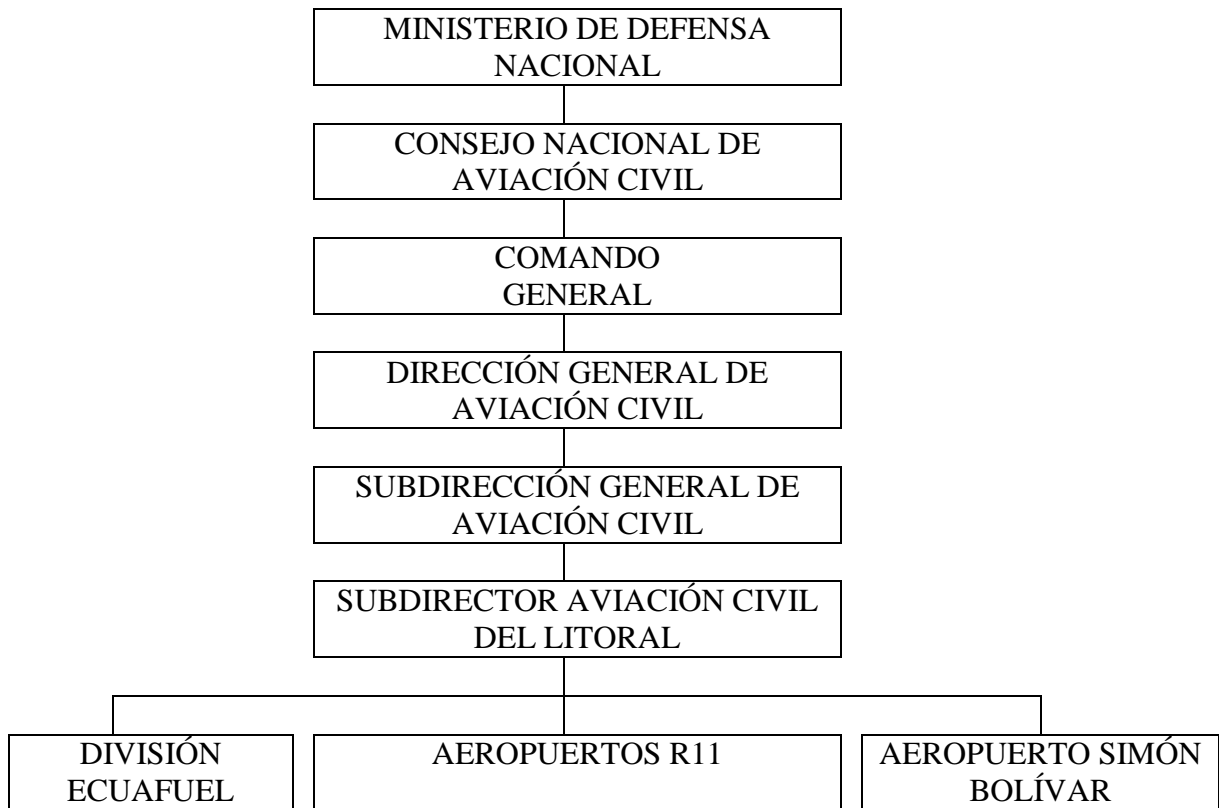 MINISTERIO DE DEFENSA
NACIONAL
CONSEJO NACIONAL DE
AVIACIÓN CIVIL
COMANDO
GENERAL
DIRECCIÓN GENERAL DE
AVIACIÓN CIVIL
SUBDIRECCIÓN GENERAL DE
AVIACIÓN CIVIL
SUBDIRECTOR AVIACIÓN CIVIL
DEL LITORAL
DIVISIÓN
ECUAFUEL
AEROPUERTOS R11
AEROPUERTO SIMÓN
BOLÍVAR